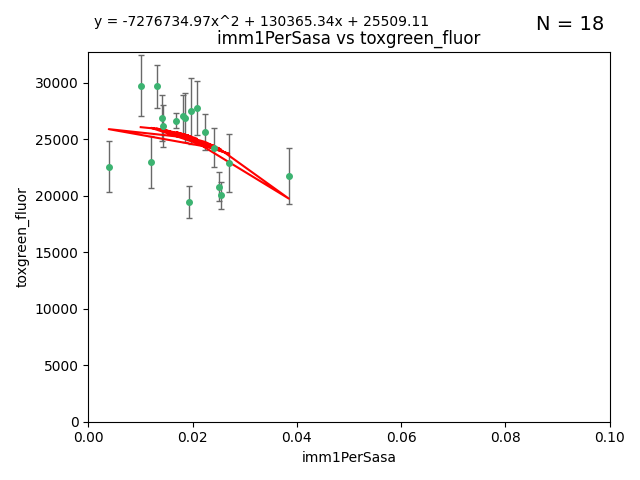 y = -7276734.97x^2 + 130365.34x + 25509.11
N = 18
imm1PerSasa vs toxgreen_fluor
30000
25000
20000
15000
10000
5000
0
toxgreen_fluor
0.00
0.02
0.04
0.06
0.08
0.10
imm1PerSasa